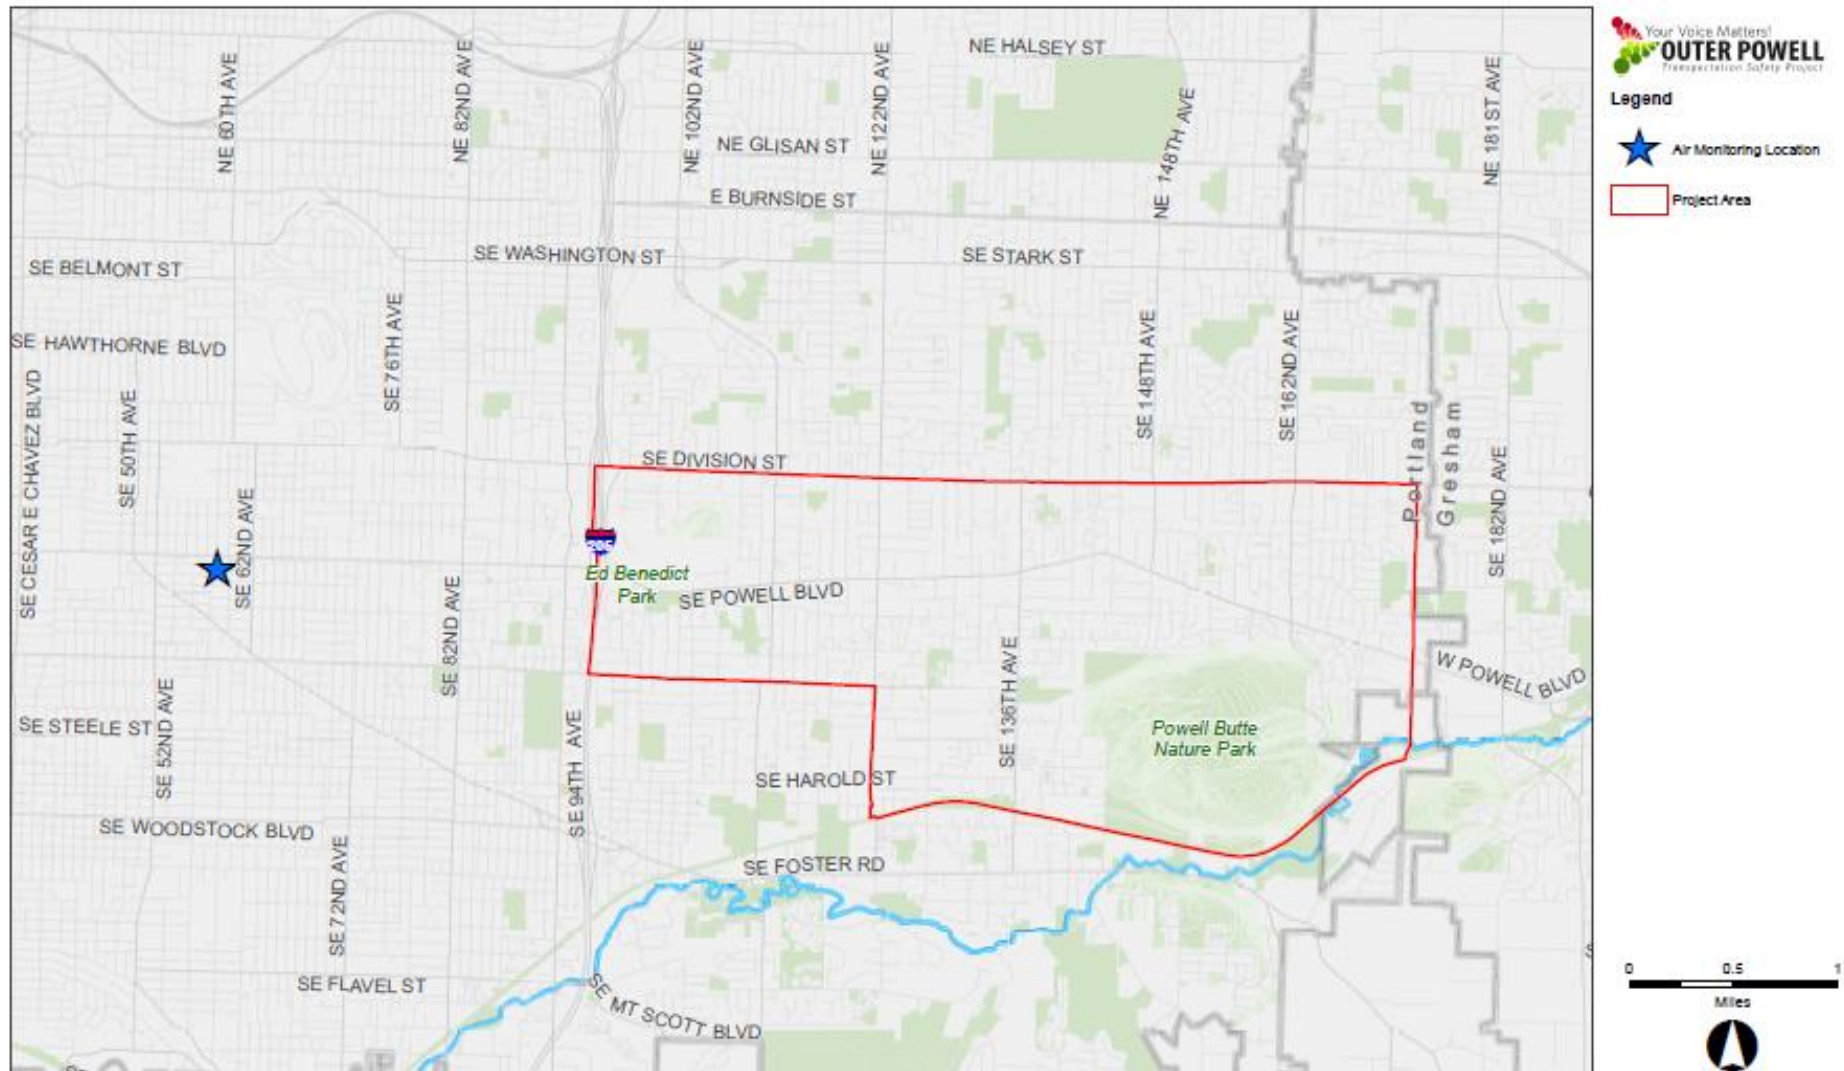 Your Voice Matters!
OUTER POWELL
Transportation Safety Project
Legend
Air Monitoring Location
Project Area
NE HALSEY ST
NE 60TH AVE
NE 82ND AVE
NE 102ND AVE
NE 122ND AVE
NE 148TH AVE
NE 181ST AVE
NE GLISAN ST
E BURNSIDE ST
SE WASHINGTON ST
SE STARK ST
SE BELMONT ST
SE HAWTHORNE BLVD
SE 76TH AVE
SE 148TH AVE
SE 162ND AVE
SE CESAR E CHAVEZ BLVD
SE 50TH AVE
SE DIVISION ST
Portland
Gresham
SE 182ND AVE
SE 62ND AVE
205
Ed Benedict
Park
SE POWELL BLVD
SE 82ND AVE
SE 136TH AVE
W POWELL BLVD
Powell Butte
Nature Park
SE STEELE ST
SE 52ND AVE
SE 94TH AVE
SE HAROLD ST
SE WOODSTOCK BLVD
SE 72ND AVE
SE FOSTER RD
SE FLAVEL ST
SE MT SCOTT BLVD
0 0.5 1
Miles